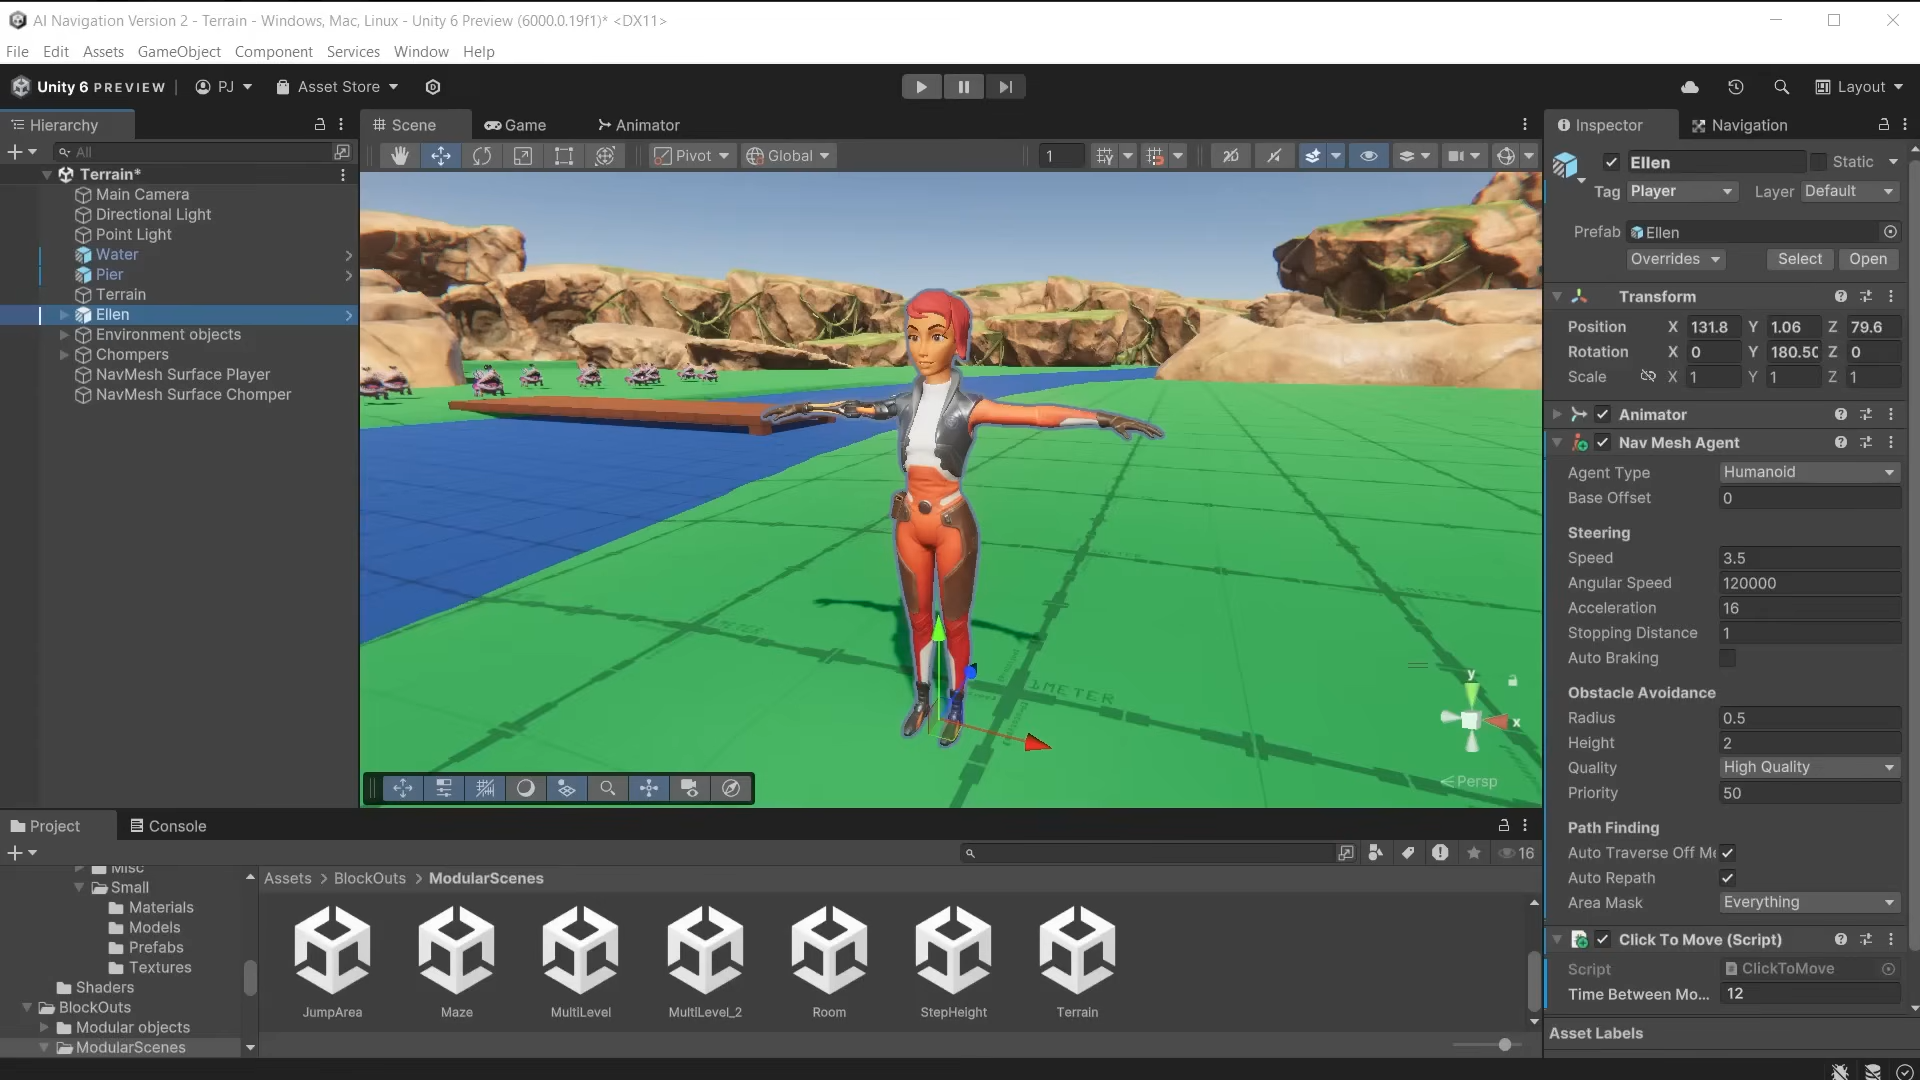 AI Navigation Version 2 - Terrain - Windows, Mac, Linux - Unity 6 Preview (6000.0.19f1)* <DX11>
File Edit Assets GameObject Component Services Window Help
Unity 6 PREVIEW PJ Asset Store Layout
Hierarchy
All
Terrain*
Main Camera
Directional Light
Point Light
Water
Pier
Terrain
Ellen
Environment objects
Chompers
NavMesh Surface Player
NavMesh Surface Chomper
Scene Game Animator
Pivot Global 1 2D
1METER
METER
y
x
Persp
Inspector Navigation
Ellen Static
Tag Player Layer Default
Prefab Ellen
Overrides Select Open
Transform
Position X 131.8 Y 1.06 Z 79.6
Rotation X 0 Y 180.50 Z 0
Scale X 1 Y 1 Z 1
Animator
Nav Mesh Agent
Agent Type Humanoid
Base Offset 0
Steering
Speed 3.5
Angular Speed 120000
Acceleration 16
Stopping Distance 1
Auto Braking
Obstacle Avoidance
Radius 0.5
Height 2
Quality High Quality
Priority 50
Path Finding
Auto Traverse Off Me
Auto Repath
Area Mask Everything
Click To Move (Script)
Script ClickToMove
Time Between Mo... 12
Asset Labels
Project Console
16
Misc
Small
Materials
Models
Prefabs
Textures
Shaders
BlockOuts
Modular objects
ModularScenes
Assets > BlockOuts > ModularScenes
JumpArea Maze MultiLevel MultiLevel_2 Room StepHeight Terrain